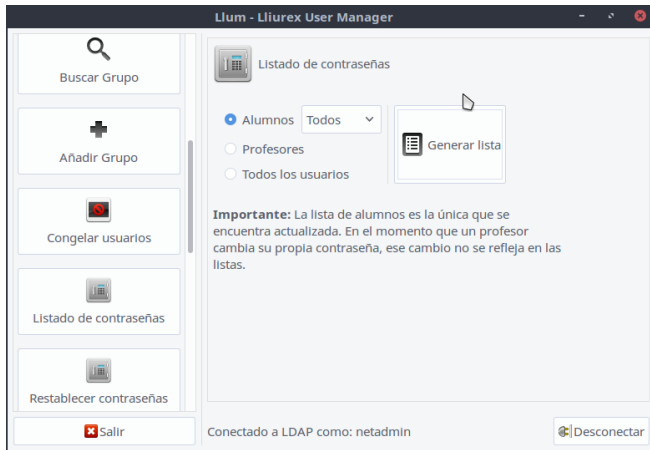 Llum - Lliurex User Manager
Buscar Grupo
Añadir Grupo
Congelar usuarios
Listado de contraseñas
Restablecer contraseñas
Salir
Listado de contraseñas
Alumnos Todos
Profesores
Todos los usuarios
Generar lista
Importante: La lista de alumnos es la única que se
encuentra actualizada. En el momento que un profesor
cambia su propia contraseña, ese cambio no se refleja en las
listas.
Conectado a LDAP como: netadmin
Desconectar